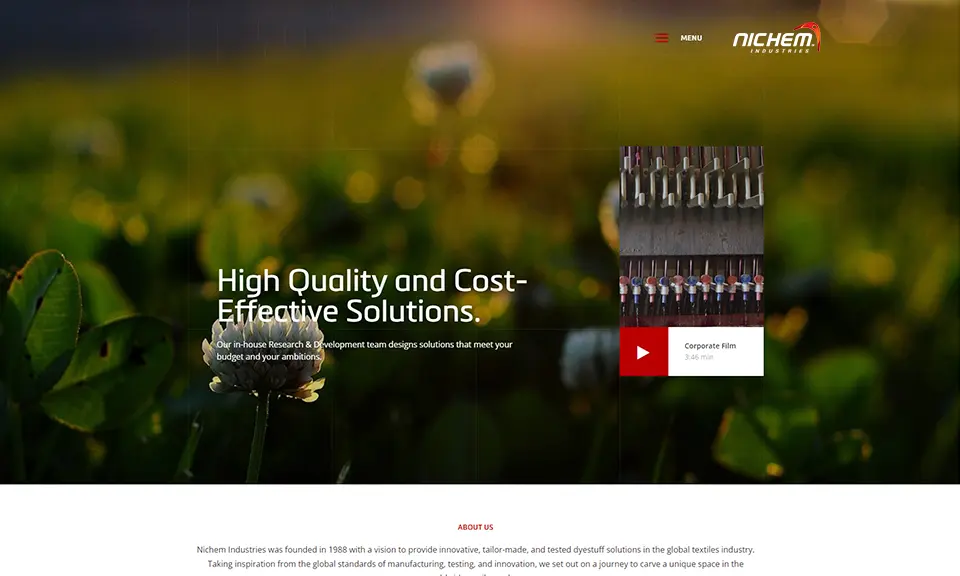 MENU
NICHEM
INDUSTRIES
High Quality and Cost-
Effective Solutions.
Our in-house Research & Development team designs solutions that meet your
budget and your ambitions.
Corporate Film
3:46 min
ABOUT US
Nichem Industries was founded in 1988 with a vision to provide innovative, tailor-made, and tested dyestuff solutions in the global textiles industry.
Taking inspiration from the global standards of manufacturing, testing, and innovation, we set out on a journey to carve a unique space in the